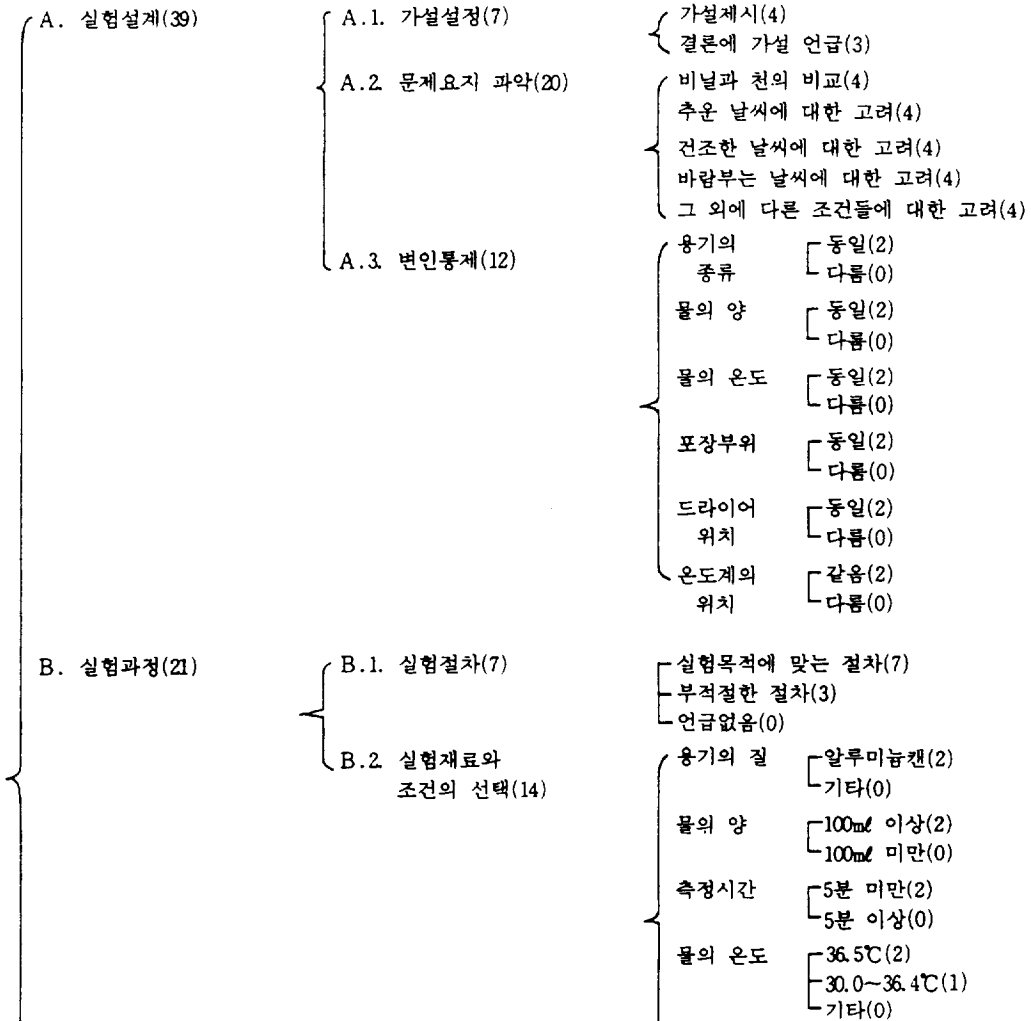 A. 실험설계(39)
A.1. 가설설정(7)
가설제시(4)
결론에 가설 언급(3)
A.2. 문제요지 파악(20)
비닐과 천의 비교(4)
추운 날씨에 대한 고려(4)
건조한 날씨에 대한 고려(4)
바람부는 날씨에 대한 고려(4)
그 외에 다른 조건들에 대한 고려(4)
A.3. 변인통제(12)
용기의
종류
동일(2)
다름(0)
물의 양
동일(2)
다름(0)
물의 온도
동일(2)
다름(0)
포장부위
동일(2)
다름(0)
드라이어
위치
동일(2)
다름(0)
온도계의
위치
같음(2)
다름(0)
B. 실험과정(21)
B.1. 실험절차(7)
실험목적에 맞는 절차(7)
부적절한 절차(3)
언급없음(0)
B.2. 실험재료와
조건의 선택(14)
용기의 질
알루미늄캔(2)
기타(0)
물의 양
100㎖ 이상(2)
100㎖ 미만(0)
측정시간
5분 미만(2)
5분 이상(0)
물의 온도
36.5℃(2)
30.0~36.4℃(1)
기타(0)